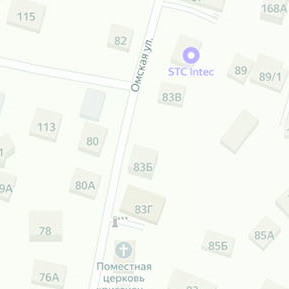 115
168А
82
Омская ул.
STC Intec
89
89/1
83В
113
80
83Б
9А
80А
83Г
78
85Б
85А
76А
Поместная
церковь